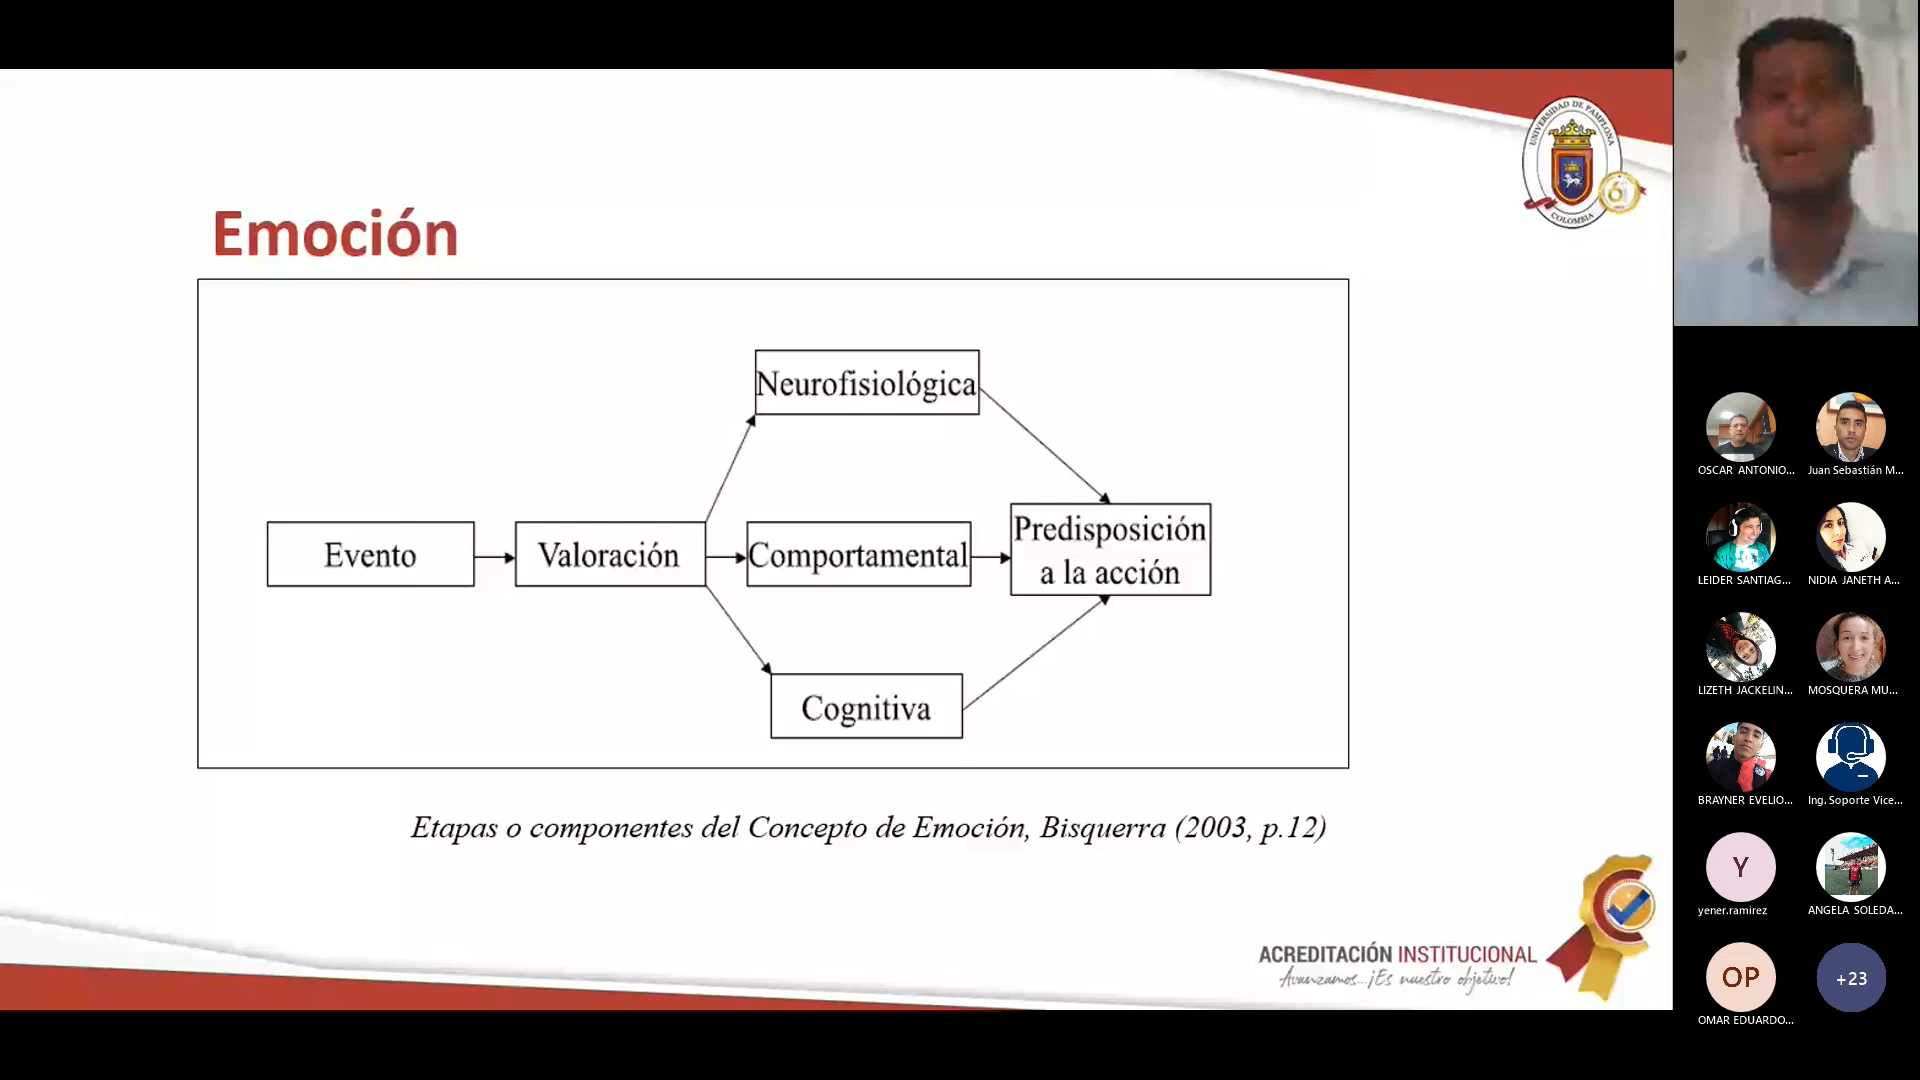 UNIVERSIDAD DE PAMPLONA
COLOMBIA
Emoción
Neurofisiológica
Evento
Valoración
Comportamental
Predisposición
a la acción
Cognitiva
Etapas o componentes del Concepto de Emoción, Bisquerra (2003, p.12)
ACREDITACIÓN INSTITUCIONAL
Avanzamos...¡Es nuestro objetivo!
OSCAR ANTONIO...
Juan Sebastián M...
LEIDER SANTIAG...
NIDIA JANETH A...
LIZETH JACKELIN...
MOSQUERA MU...
BRAYNER EVELIO...
Ing. Soporte Vice...
Y
yener.ramirez
ANGELA SOLEDA...
OP
OMAR EDUARDO...
+23